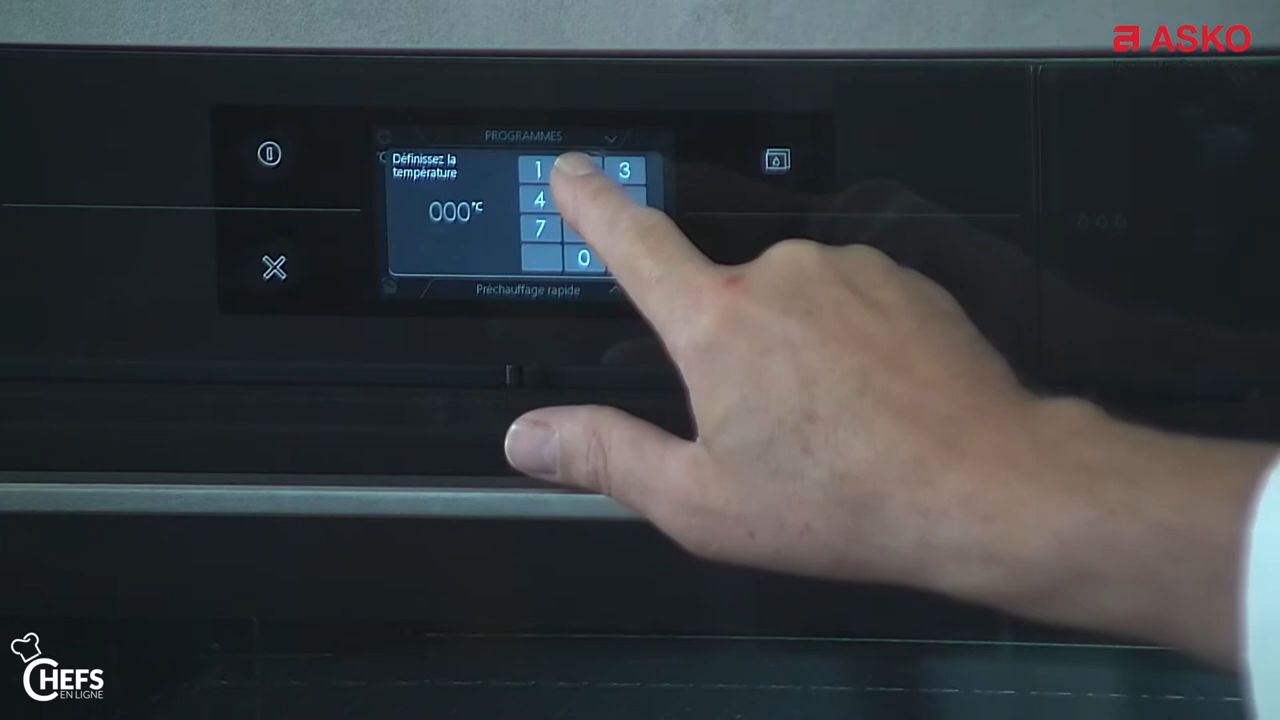 ASKO
PROGRAMMES
Définissez la
température
000°C
1 3
4
7
0
Préchauffage rapide
CHEFS
EN LIGNE